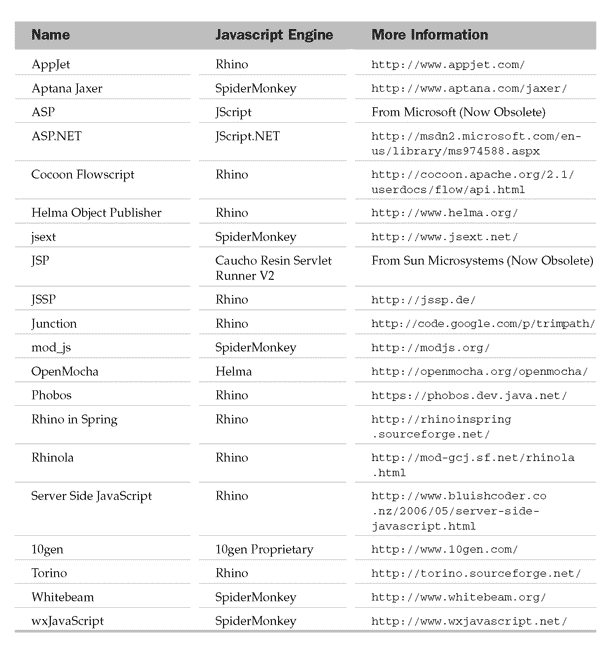 Name Javascript Engine More Information
AppJet Rhino http://www.appjet.com/
Aptana Jaxer SpiderMonkey http://www.aptana.com/jaxer/
ASP JScript From Microsoft (Now Obsolete)
ASP.NET JScript.NET http://msdn2.microsoft.com/en-
us/library/ms974588.aspx
Cocoon Flowscript Rhino http://cocoon.apache.org/2.1/
userdocs/flow/api.html
Helma Object Publisher Rhino http://www.helma.org/
jsext SpiderMonkey http://www.jsext.net/
JSP Caucho Resin Servlet From Sun Microsystems (Now Obsolete)
Runner V2
JSSP Rhino http://jssp.de/
Junction Rhino http://code.google.com/p/trimpath/
mod_js SpiderMonkey http://modjs.org/
OpenMocha Helma http://openmocha.org/openmocha/
Phobos Rhino https://phobos.dev.java.net/
Rhino in Spring Rhino http://rhinoinspring
.sourceforge.net/
Rhinola Rhino http://mod-gcj.sf.net/rhinola
.html
Server Side JavaScript Rhino http://www.bluishcoder.co
.nz/2006/05/server-side-
javascript.html
10gen 10gen Proprietary http://www.10gen.com/
Torino Rhino http://torino.sourceforge.net/
Whitebeam SpiderMonkey http://www.whitebeam.org/
wxJavaScript SpiderMonkey http://www.wxjavascript.net/